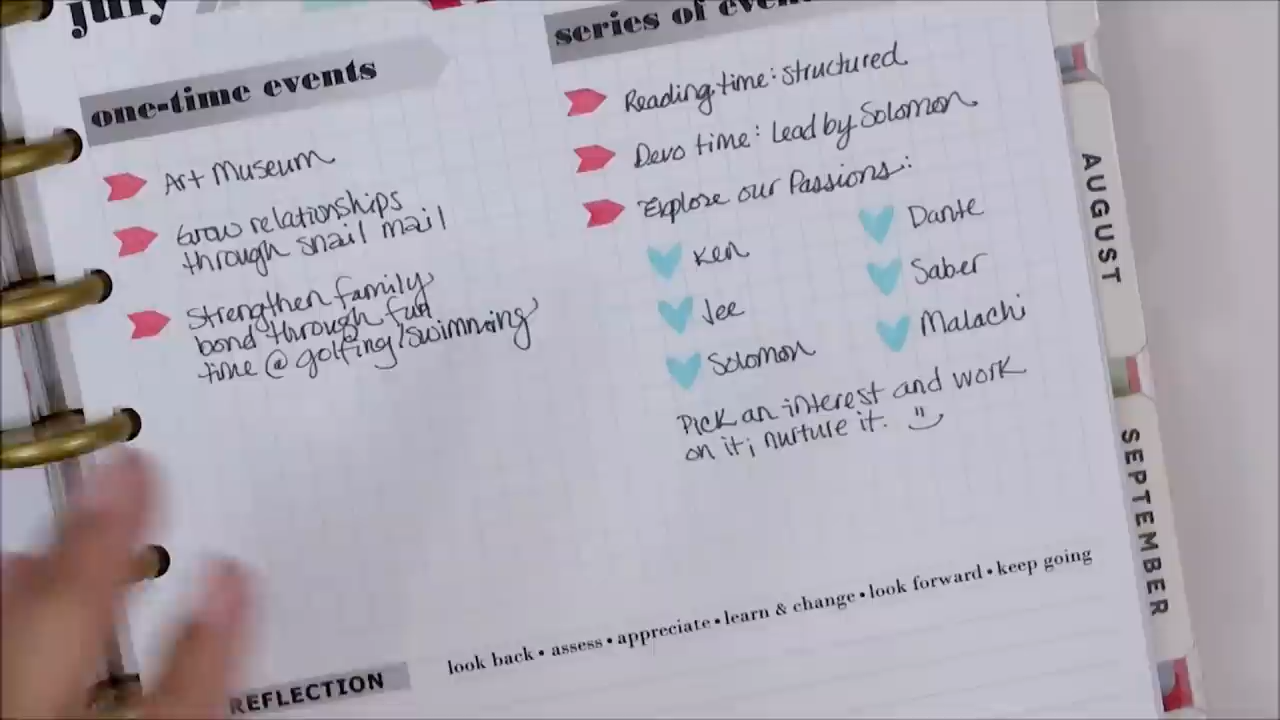 july
one-time events
Art Museum
Grow relationships
through snail mail
Strengthen family
bond through fun
time @ golfing/swimming
series of even
Reading time: structured
Devo time: Lead by Solomon
Explore our Passions:
Ken
Jee
Solomon
Dante
Saber
Malachi
Pick an interest and work
on it; nurture it.
look back • assess • appreciate • learn & change • look forward • keep going
REFLECTION
AUGUST
SEPTEMBER